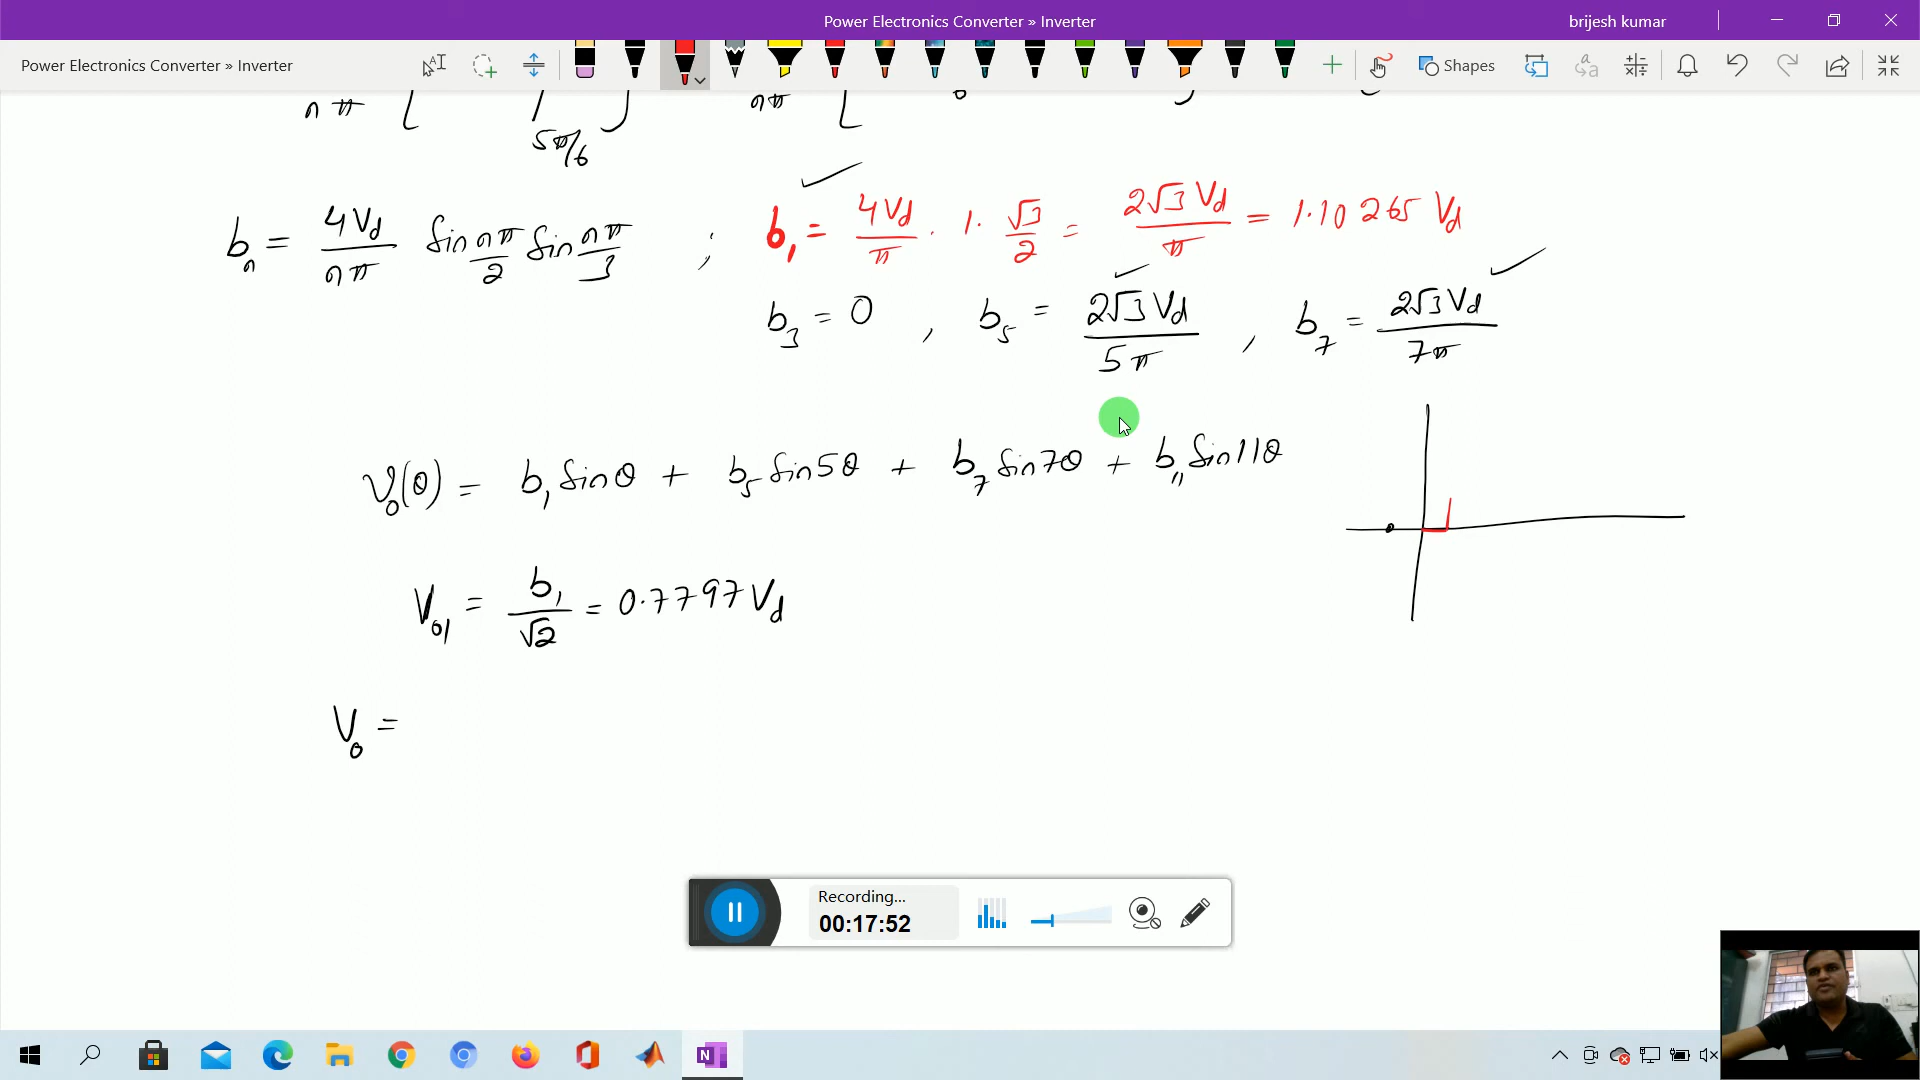 Power Electronics Converter » Inverter
brijesh kumar
Power Electronics Converter » Inverter
Shapes
nπ [ 5π/6 ] nπ [
bₙ = 4Vd/nπ Sin nπ/2 Sin nπ/3 ; b₁ = 4Vd/π · 1 · √3/2 = 2√3 Vd/π = 1.10265 Vd
b₃ = 0 , b₅ = 2√3 Vd/5π , b₇ = 2√3 Vd/7π
v₀(θ) = b₁ Sinθ + b₅ Sin5θ + b₇ Sin7θ + b₁₁ Sin11θ
V₀₁ = b₁/√2 = 0.7797 Vd
V₀ =
Recording...
00:17:52